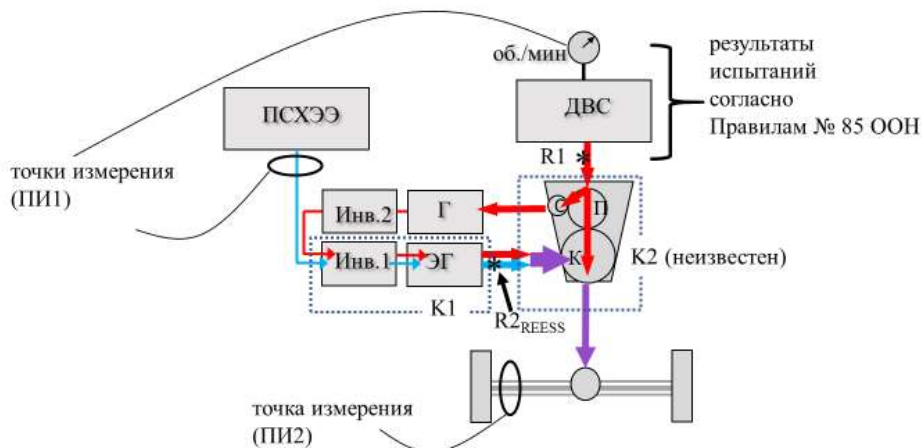 об./мин
результаты
испытаний
согласно
Правилам № 85 ООН
ПСХЭЭ
ДВС
R1 *
точки измерения
(ПИ1)
С
П
Инв.2
Г
Инв.1
ЭГ
К
K2 (неизвестен)
*
K1
R2REESS
точка измерения
(ПИ2)